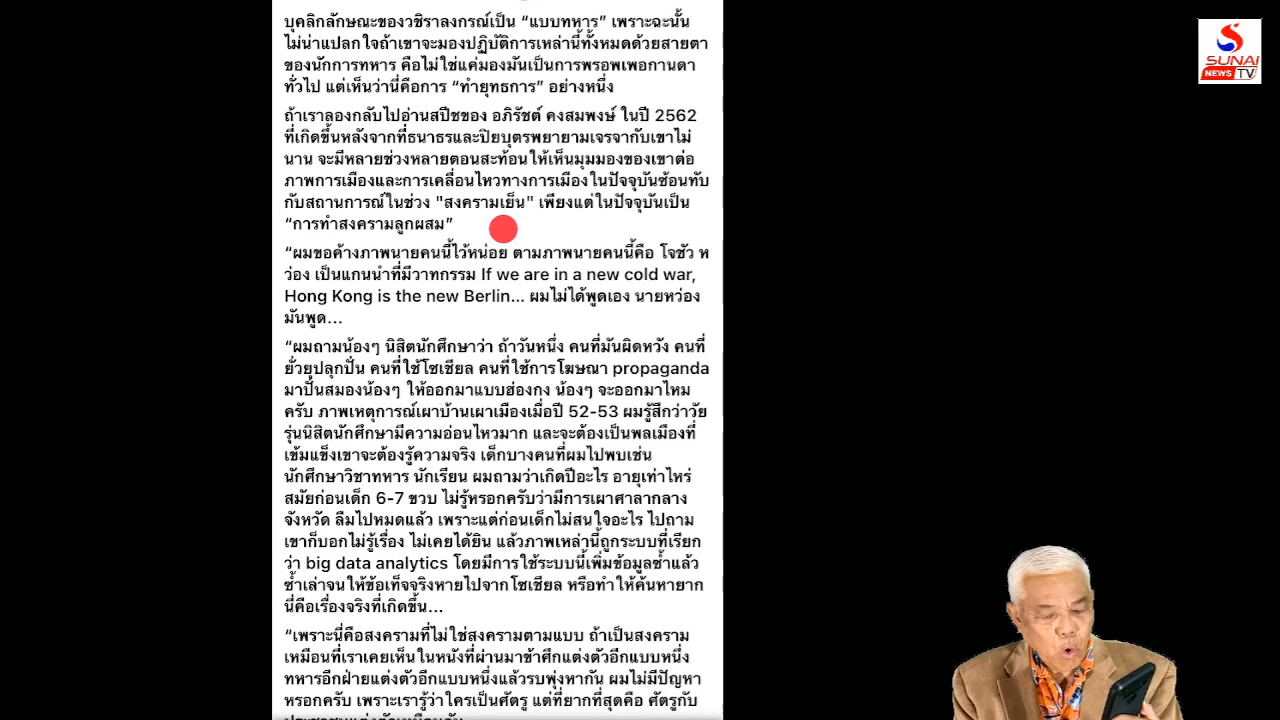 บุคลิกลักษณะของวชิราลงกรณ์เป็น “แบบทหาร” เพราะฉะนั้น
ไม่น่าแปลกใจถ้าเขาจะมองปฏิบัติการเหล่านี้ทั้งหมดด้วยสายตา
ของนักการทหาร คือไม่ใช่แค่มองมันเป็นการพรอพเพอกานดา
ทั่วไป แต่เห็นว่านี่คือการ “ทำยุทธการ” อย่างหนึ่ง
ถ้าเราลองกลับไปอ่านสปีชของ อภิรัชต์ คงสมพงษ์ ในปี 2562
ที่เกิดขึ้นหลังจากที่ธนาธรและปิยบุตรพยายามเจรจากับเขาไม่
นาน จะมีหลายช่วงหลายตอนสะท้อนให้เห็นมุมมองของเขาต่อ
ภาพการเมืองและการเคลื่อนไหวทางการเมืองในปัจจุบันซ้อนทับ
กับสถานการณ์ในช่วง "สงครามเย็น" เพียงแต่ในปัจจุบันเป็น
“การทำสงครามลูกผสม”
“ผมขอค้างภาพนายคนนี้ไว้หน่อย ตามภาพนายคนนี้คือ โจชัว ห
ว่อง เป็นแกนนำที่มีวาทกรรม If we are in a new cold war,
Hong Kong is the new Berlin... ผมไม่ได้พูดเอง นายหว่อง
มันพูด...
“ผมถามน้องๆ นิสิตนักศึกษาว่า ถ้าวันหนึ่ง คนที่มันผิดหวัง คนที่
ยั่วยุปลุกปั่น คนที่ใช้โซเชียล คนที่ใช้การโฆษณา propaganda
มาปั่นสมองน้องๆ ให้ออกมาแบบฮ่องกง น้องๆ จะออกมาไหม
ครับ ภาพเหตุการณ์เผาบ้านเผาเมืองเมื่อปี 52-53 ผมรู้สึกว่าวัย
รุ่นนิสิตนักศึกษามีความอ่อนไหวมาก และจะต้องเป็นพลเมืองที่
เข้มแข็งเขาจะต้องรู้ความจริง เด็กบางคนที่ผมไปพบเช่น
นักศึกษาวิชาทหาร นักเรียน ผมถามว่าเกิดปีอะไร อายุเท่าไหร่
สมัยก่อนเด็ก 6-7 ขวบ ไม่รู้หรอกครับว่ามีการเผาศาลากลาง
จังหวัด ลืมไปหมดแล้ว เพราะแต่ก่อนเด็กไม่สนใจอะไร ไปถาม
เขาก็บอกไม่รู้เรื่อง ไม่เคยได้ยิน แล้วภาพเหล่านี้ถูกระบบที่เรียก
ว่า big data analytics โดยมีการใช้ระบบนี้เพิ่มข้อมูลซ้ำแล้ว
ซ้ำเล่าจนให้ข้อเท็จจริงหายไปจากโซเชียล หรือทำให้ค้นหายาก
นี่คือเรื่องจริงที่เกิดขึ้น...
“เพราะนี่คือสงครามที่ไม่ใช่สงครามตามแบบ ถ้าเป็นสงคราม
เหมือนที่เราเคยเห็นในหนังที่ผ่านมาข้าศึกแต่งตัวอีกแบบหนึ่ง
ทหารอีกฝ่ายแต่งตัวอีกแบบหนึ่งแล้วรบพุ่งหากัน ผมไม่มีปัญหา
หรอกครับ เพราะเรารู้ว่าใครเป็นศัตรู แต่ที่ยากที่สุดคือ ศัตรูกับ
SUNAI
NEWS TV